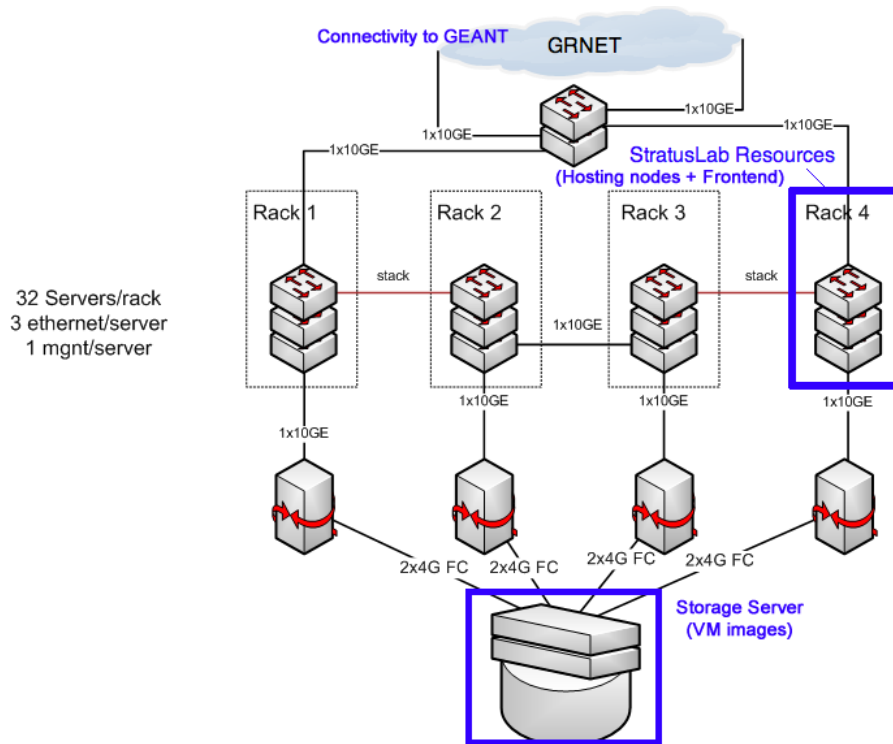 Connectivity to GEANT
GRNET
1x10GE
1x10GE
1x10GE
1x10GE
StratusLab Resources
(Hosting nodes + Frontend)
Rack 1
Rack 2
Rack 3
Rack 4
stack
stack
32 Servers/rack
3 ethernet/server
1 mgnt/server
1x10GE
1x10GE
1x10GE
1x10GE
1x10GE
2x4G FC
2x4G FC
2x4G FC
2x4G FC
Storage Server
(VM images)